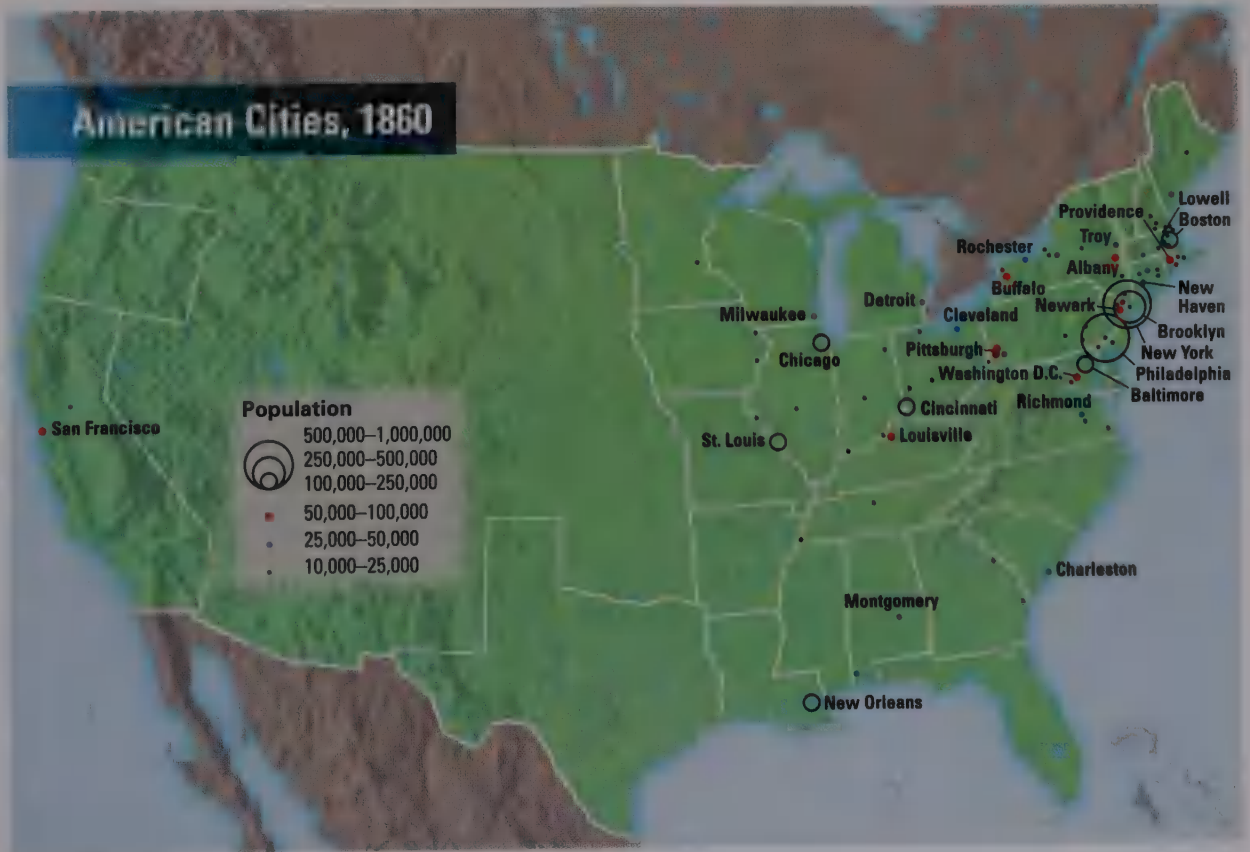 American Cities, 1860
Lowell
Providence
Boston
Troy
Rochester
Albany
Buffalo
New
Haven
Newark
Detroit
Milwaukee
Cleveland
Brooklyn
New York
Chicago
Pittsburgh
Washington D.C.
Philadelphia
Baltimore
Richmond
Cincinnati
Population
500,000–1,000,000
250,000–500,000
100,000–250,000
50,000–100,000
25,000–50,000
10,000–25,000
San Francisco
St. Louis
Louisville
Charleston
Montgomery
New Orleans